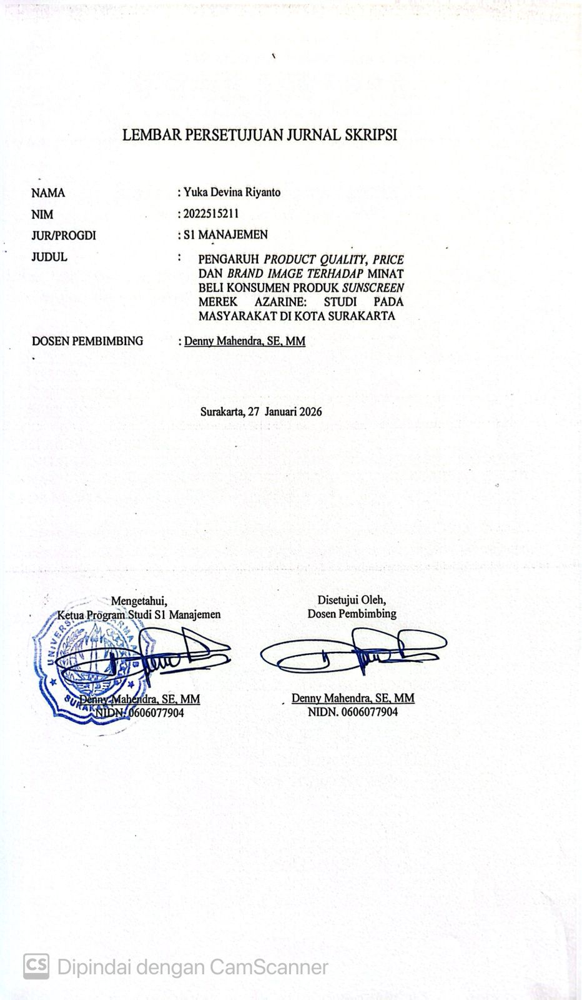 LEMBAR PERSETUJUAN JURNAL SKRIPSI
NAMA : Yuka Devina Riyanto
NIM : 2022515211
JUR/PROGDI : S1 MANAJEMEN
JUDUL : PENGARUH PRODUCT QUALITY, PRICE
DAN BRAND IMAGE TERHADAP MINAT
BELI KONSUMEN PRODUK SUNSCREEN
MEREK AZARINE: STUDI PADA
MASYARAKAT DI KOTA SURAKARTA
DOSEN PEMBIMBING : Denny Mahendra, SE, MM
Surakarta, 27 Januari 2026
Mengetahui,
Ketua Program Studi S1 Manajemen
Denny Mahendra, SE, MM
NIDN. 0606077904
Disetujui Oleh,
Dosen Pembimbing
Denny Mahendra, SE, MM
NIDN. 0606077904
CS Dipindai dengan CamScanner